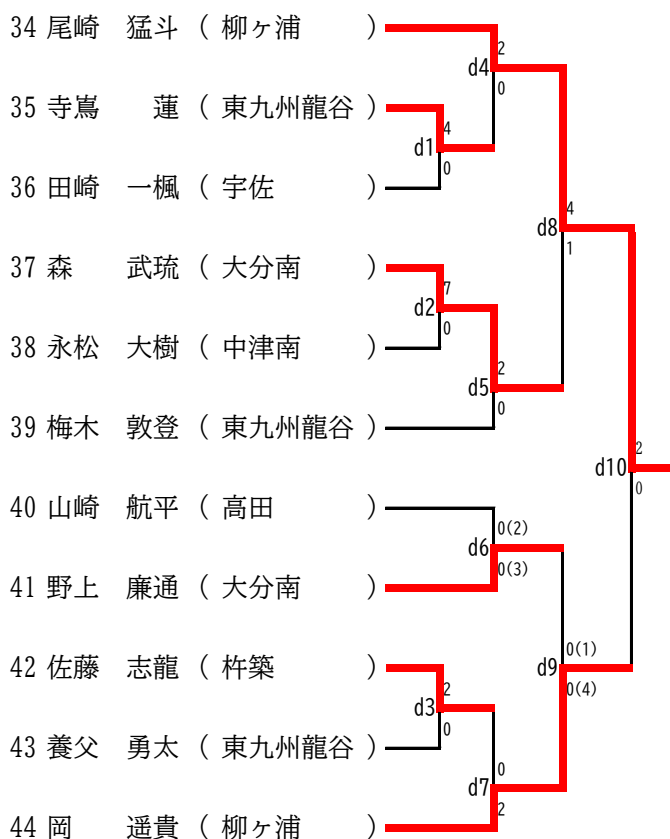 34 尾崎 猛斗 ( 柳ヶ浦 )
2
d4
0
35 寺嶌 蓮 ( 東九州龍谷 )
4
d1
0
36 田崎 一楓 ( 宇佐 )
4
d8
1
37 森 武琉 ( 大分南 )
7
d2
0
38 永松 大樹 ( 中津南 )
2
d5
0
39 梅木 敦登 ( 東九州龍谷 )
2
d10
0
40 山崎 航平 ( 高田 )
0(2)
d6
0(3)
41 野上 廉通 ( 大分南 )
0(1)
d9
0(4)
42 佐藤 志龍 ( 杵築 )
2
d3
0
43 養父 勇太 ( 東九州龍谷 )
0
d7
2
44 岡 遥貴 ( 柳ヶ浦 )